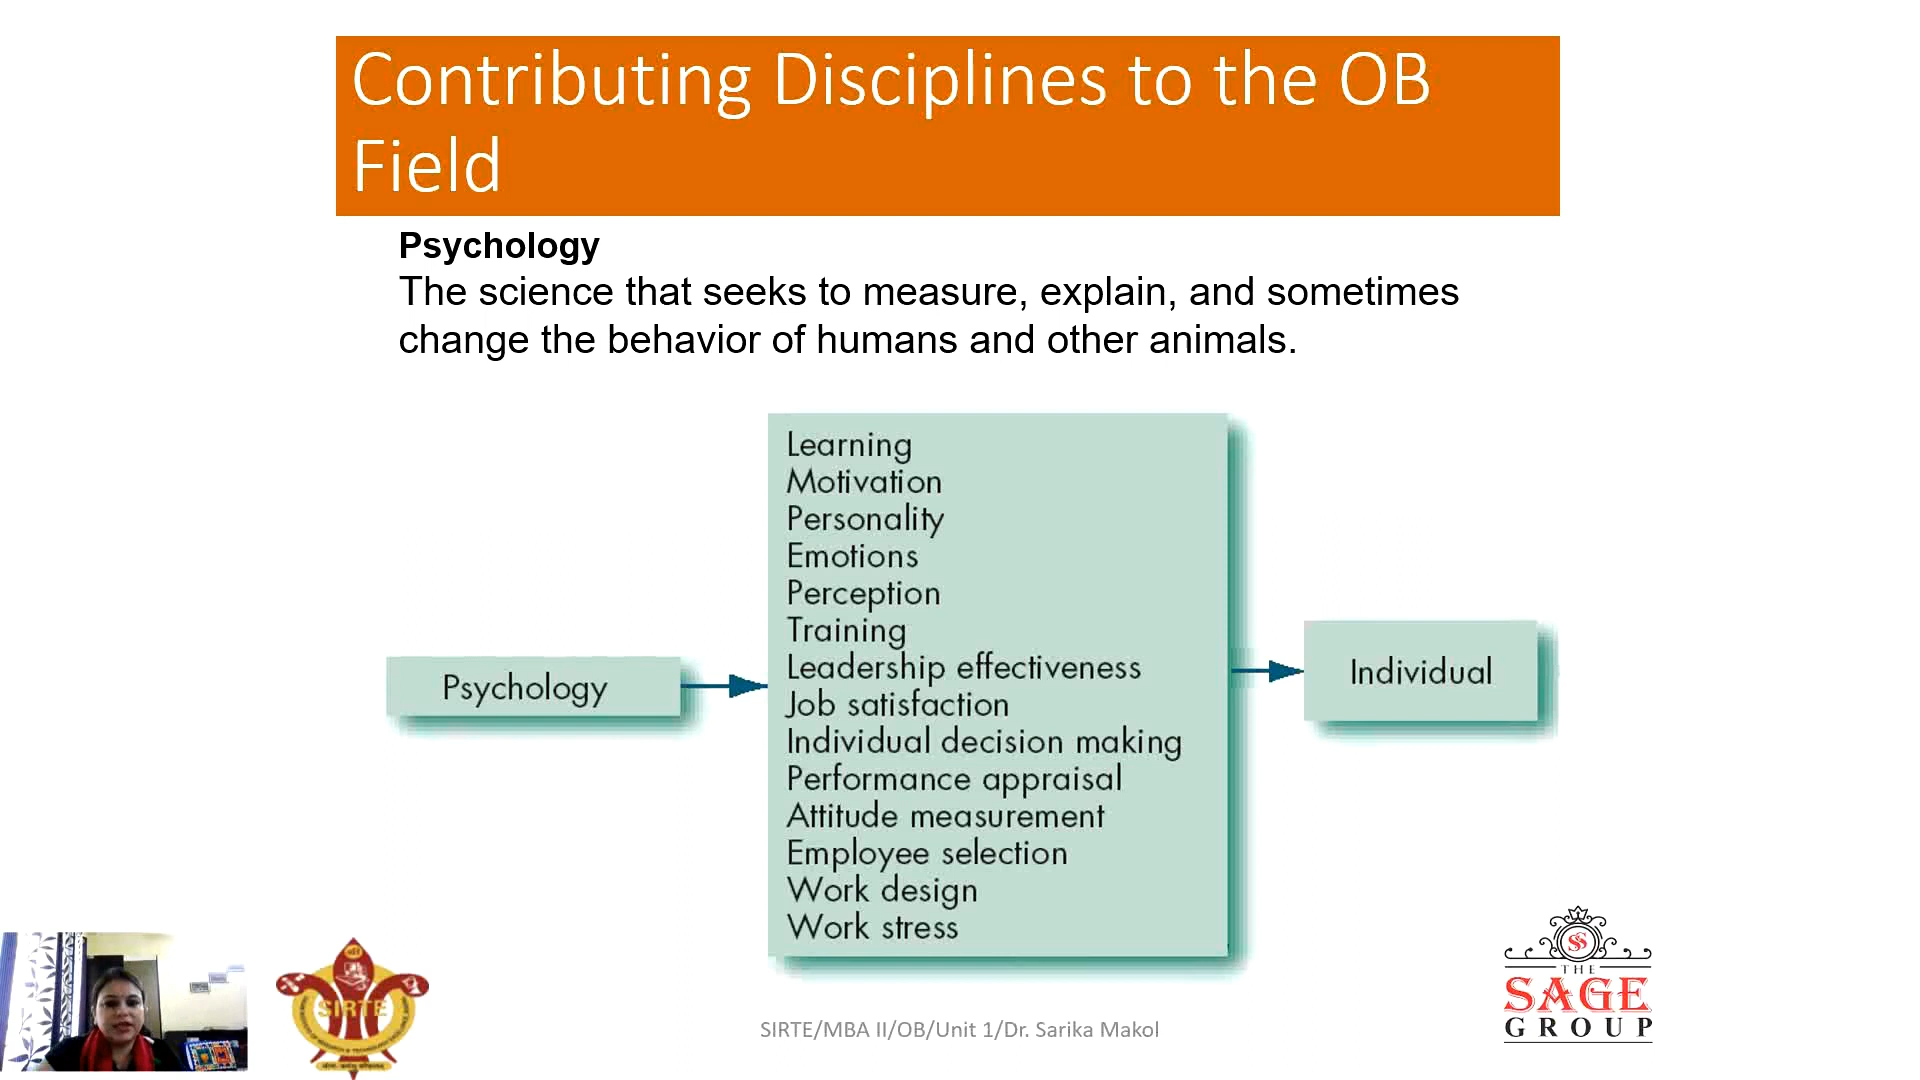 Contributing Disciplines to the OB
Field
Psychology
The science that seeks to measure, explain, and sometimes
change the behavior of humans and other animals.
Learning
Motivation
Personality
Emotions
Perception
Training
Leadership effectiveness
Job satisfaction
Individual decision making
Performance appraisal
Attitude measurement
Employee selection
Work design
Work stress
Psychology
Individual
SIRTE
SIRTE/MBA II/OB/Unit 1/Dr. Sarika Makol
SS
THE
SAGE
GROUP